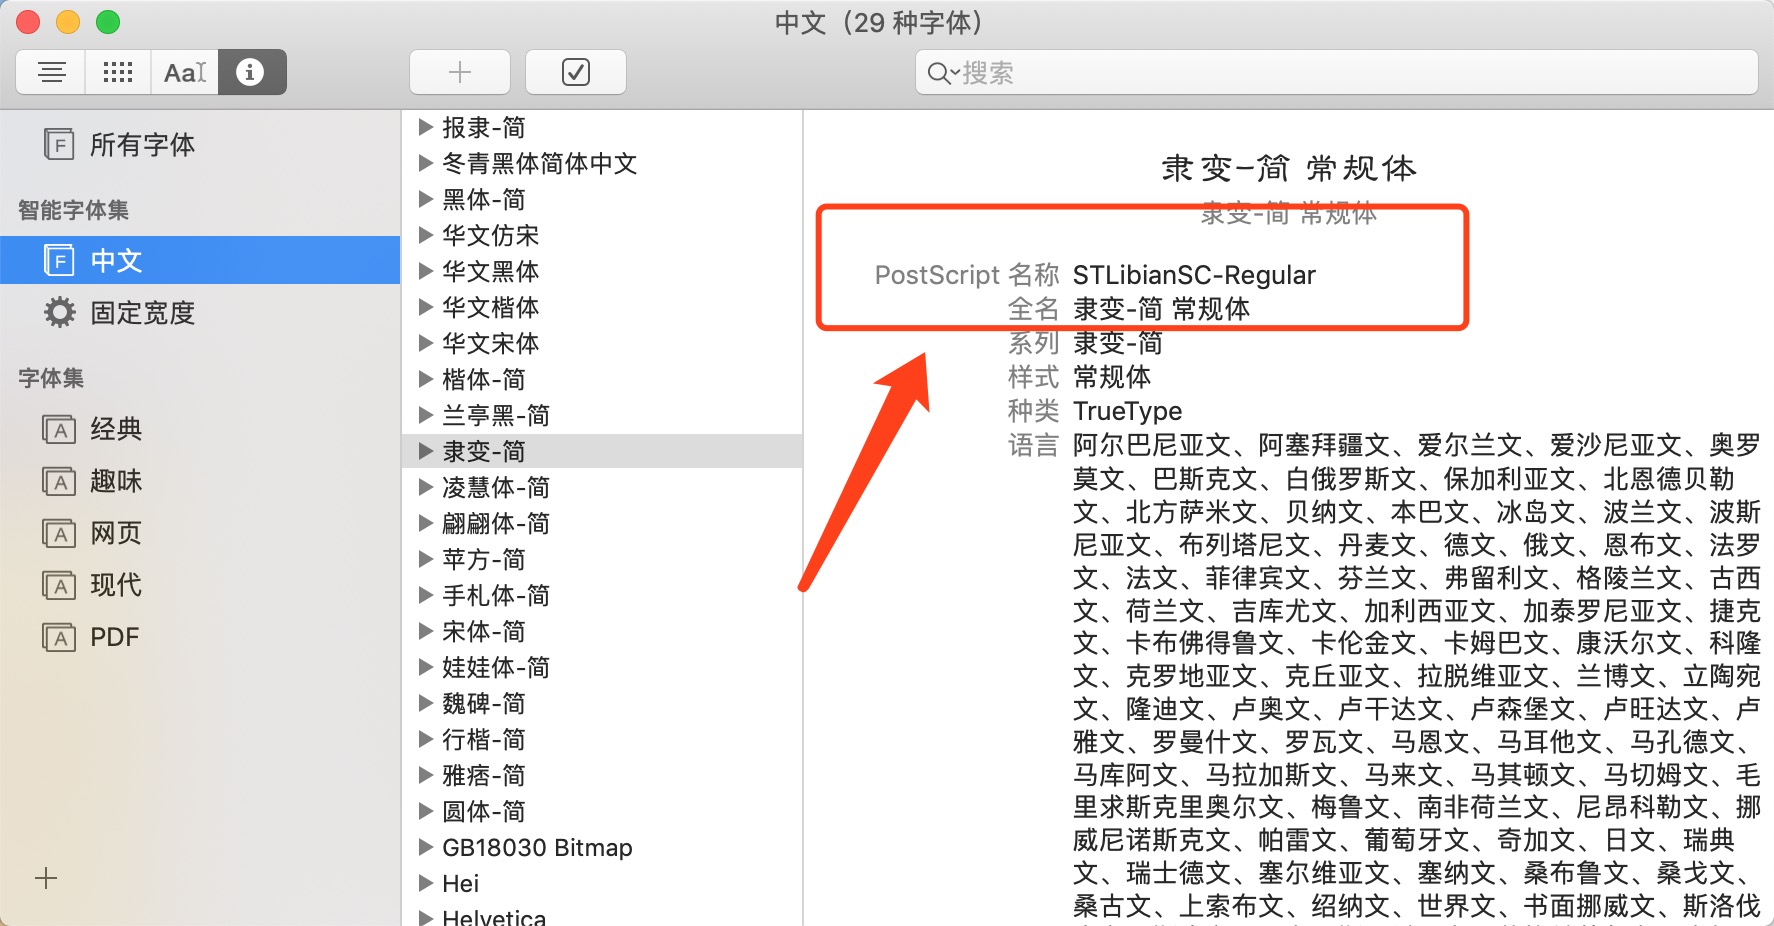 中文（29 种字体）
Aa
搜索
所有字体
智能字体集
中文
固定宽度
字体集
经典
趣味
网页
现代
PDF
报隶-简
冬青黑体简体中文
黑体-简
华文仿宋
华文黑体
华文楷体
华文宋体
楷体-简
兰亭黑-简
隶变-简
凌慧体-简
翩翩体-简
苹方-简
手札体-简
宋体-简
娃娃体-简
魏碑-简
行楷-简
雅痞-简
圆体-简
GB18030 Bitmap
Hei
Helvetica
隶变-简 常规体
隶变-简 常规体
PostScript 名称 STLibianSC-Regular
全名 隶变-简 常规体
系列 隶变-简
样式 常规体
种类 TrueType
语言 阿尔巴尼亚文、阿塞拜疆文、爱尔兰文、爱沙尼亚文、奥罗
莫文、巴斯克文、白俄罗斯文、保加利亚文、北恩德贝勒
文、北方萨米文、贝纳文、本巴文、冰岛文、波兰文、波斯
尼亚文、布列塔尼文、丹麦文、德文、俄文、恩布文、法罗
文、法文、菲律宾文、芬兰文、弗留利文、格陵兰文、古西
文、荷兰文、吉库尤文、加利西亚文、加泰罗尼亚文、捷克
文、卡布佛得鲁文、卡伦金文、卡姆巴文、康沃尔文、科隆
文、克罗地亚文、克丘亚文、拉脱维亚文、兰博文、立陶宛
文、隆迪文、卢奥文、卢干达文、卢森堡文、卢旺达文、卢
雅文、罗曼什文、罗瓦文、马恩文、马耳他文、马孔德文、
马库阿文、马拉加斯文、马来文、马其顿文、马切姆文、毛
里求斯克里奥尔文、梅鲁文、南非荷兰文、尼昂科勒文、挪
威尼诺斯克文、帕雷文、葡萄牙文、奇加文、日文、瑞典
文、瑞士德文、塞尔维亚文、塞纳文、桑布鲁文、桑戈文、
桑古文、上索布文、绍纳文、世界文、书面挪威文、斯洛伐